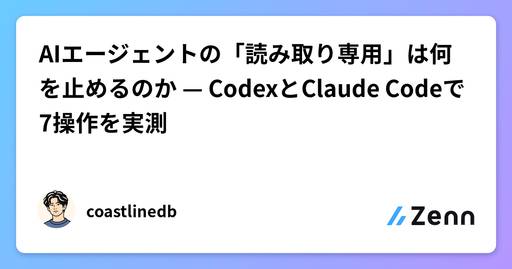 AIエージェントの「読み取り専用」は何
を止めるのか — CodexとClaude Codeで
7操作を実測
coastlinedb
Zenn